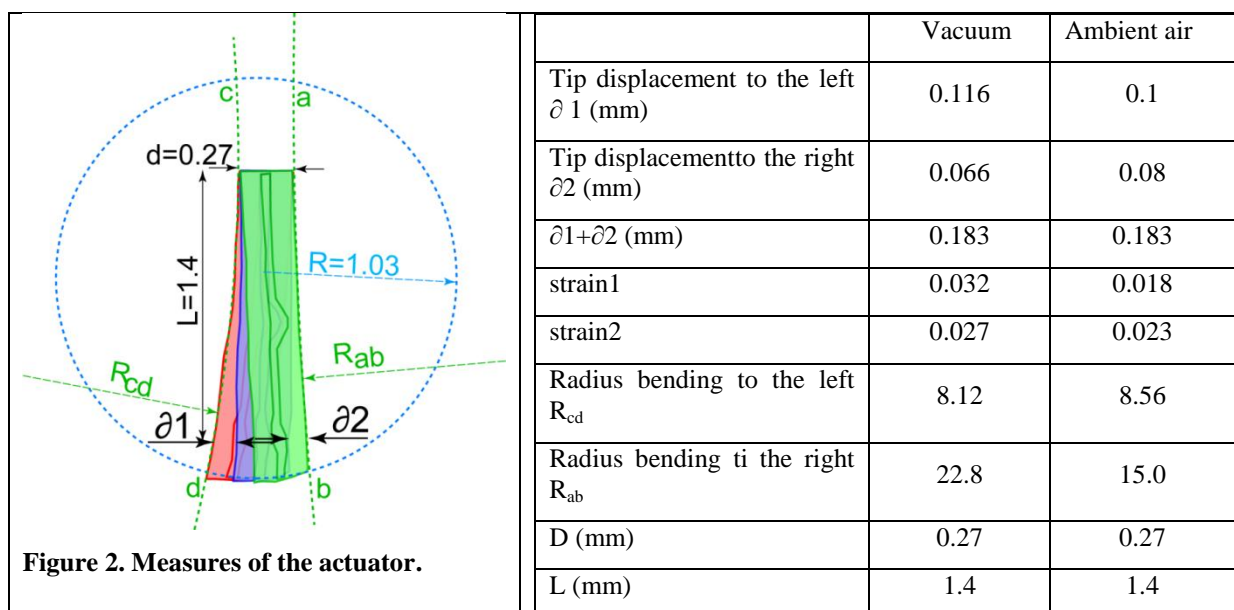 c
a
d=0.27
L=1.4
R=1.03
Rcd
Rab
∂1
∂2
d
b
Figure 2. Measures of the actuator.
Vacuum
Ambient air
Tip displacement to the left
∂ 1 (mm)
0.116
0.1
Tip displacementto the right
∂2 (mm)
0.066
0.08
∂1+∂2 (mm)
0.183
0.183
strain1
0.032
0.018
strain2
0.027
0.023
Radius bending to the left
Rcd
8.12
8.56
Radius bending ti the right
Rab
22.8
15.0
D (mm)
0.27
0.27
L (mm)
1.4
1.4